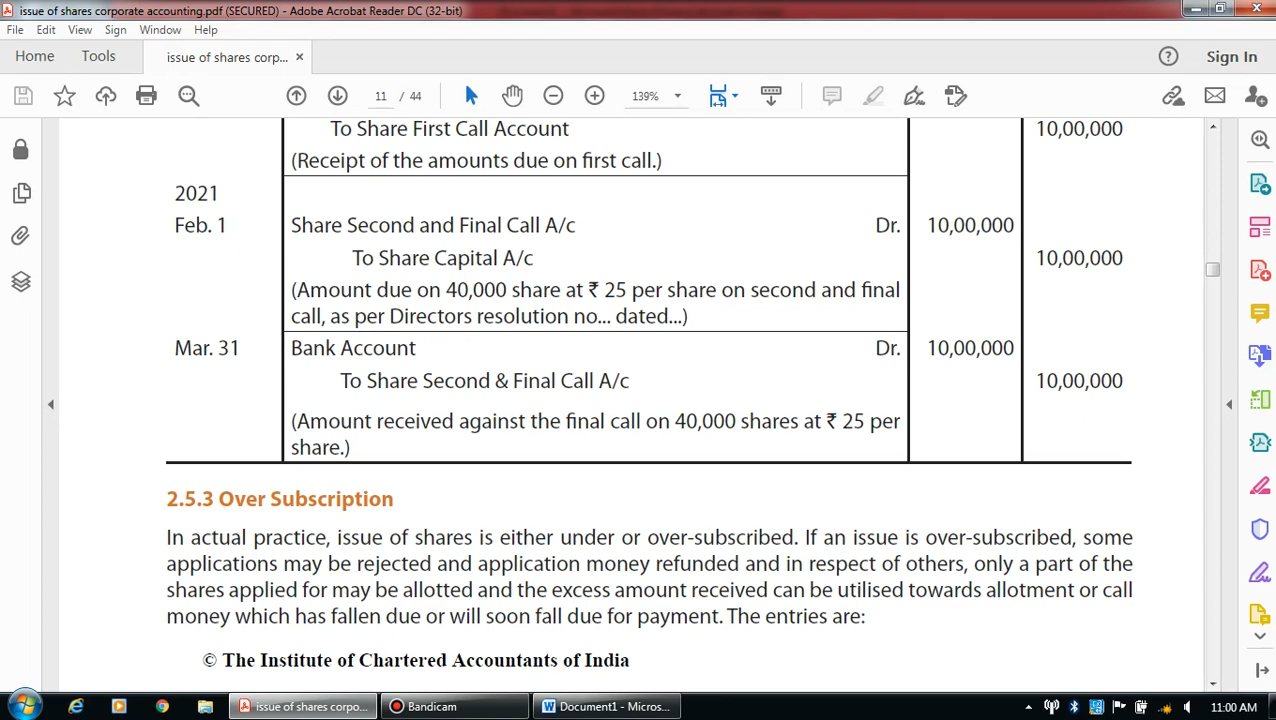 issue of shares corporate accounting.pdf (SECURED) - Adobe Acrobat Reader DC (32-bit)
File Edit View Sign Window Help
Home Tools issue of shares corp... × Sign In
11 / 44 139%
To Share First Call Account 10,00,000
(Receipt of the amounts due on first call.)
2021
Feb. 1 Share Second and Final Call A/c Dr. 10,00,000
To Share Capital A/c 10,00,000
(Amount due on 40,000 share at ₹ 25 per share on second and final
call, as per Directors resolution no... dated...)
Mar. 31 Bank Account Dr. 10,00,000
To Share Second & Final Call A/c 10,00,000
(Amount received against the final call on 40,000 shares at ₹ 25 per
share.)
2.5.3 Over Subscription
In actual practice, issue of shares is either under or over-subscribed. If an issue is over-subscribed, some
applications may be rejected and application money refunded and in respect of others, only a part of the
shares applied for may be allotted and the excess amount received can be utilised towards allotment or call
money which has fallen due or will soon fall due for payment. The entries are:
© The Institute of Chartered Accountants of India
issue of shares corpo... Bandicam Document1 - Micros... 11:00 AM